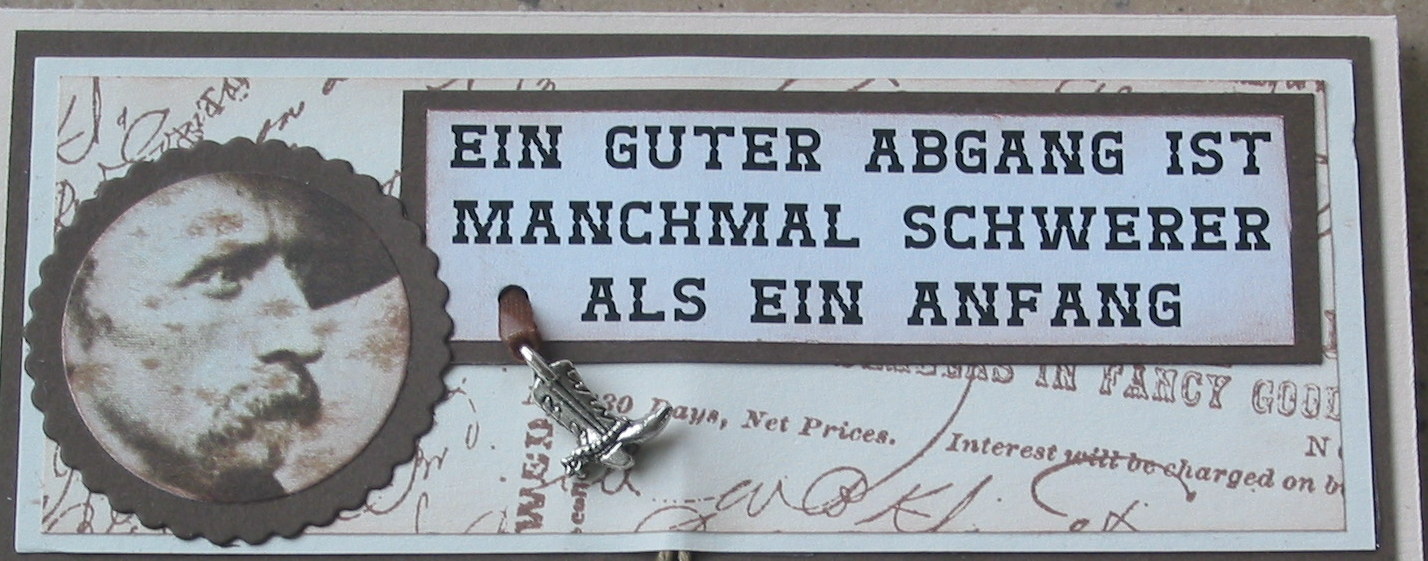 EIN GUTER ABGANG IST
MANCHMAL SCHWERER
ALS EIN ANFANG
IN FANCY
30 Days, Net Prices.
Interest will be charged on